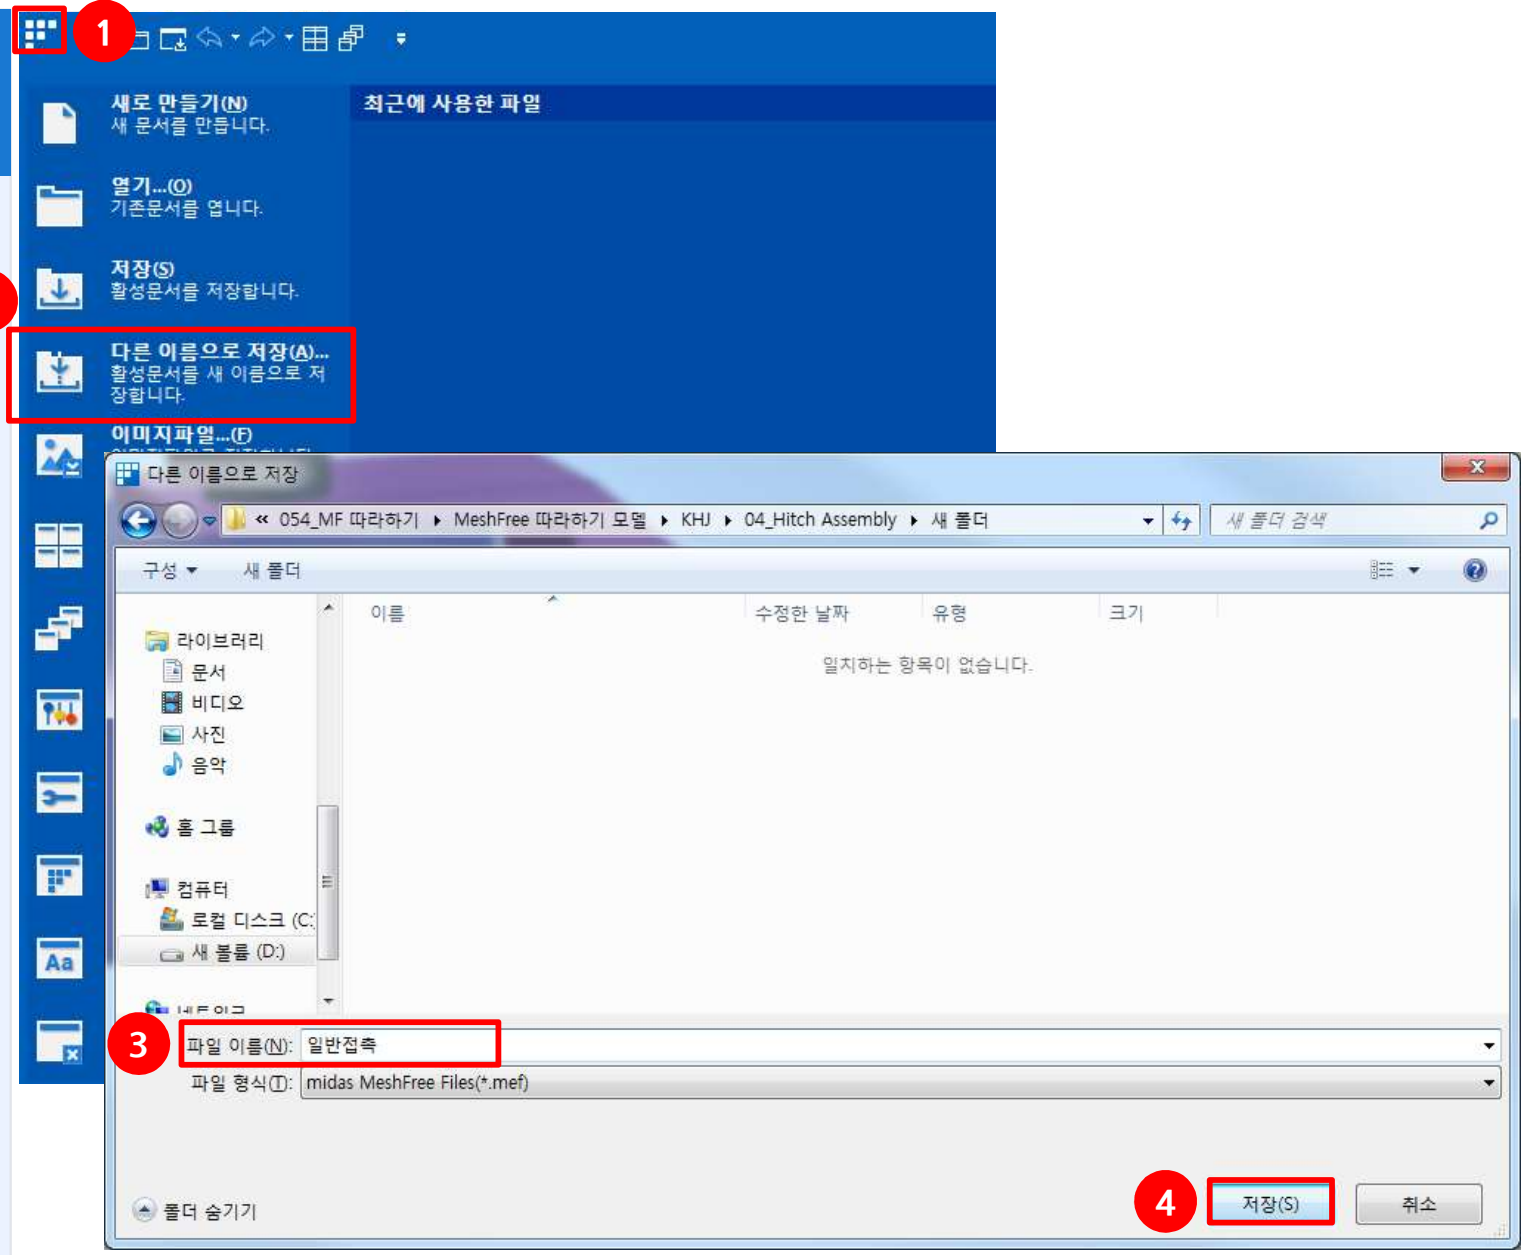 1
새로 만들기(N)
새 문서를 만듭니다.
최근에 사용한 파일
열기...(O)
기존문서를 엽니다.
저장(S)
활성문서를 저장합니다.
다른 이름으로 저장(A)...
활성문서를 새 이름으로 저
장합니다.
이미지파일...(F)
다른 이름으로 저장
« 054_MF 따라하기 ▸ MeshFree 따라하기 모델 ▸ KHJ ▸ 04_Hitch Assembly ▸ 새 폴더
새 폴더 검색
구성 ▾ 새 폴더
이름 수정한 날짜 유형 크기
일치하는 항목이 없습니다.
라이브러리
문서
비디오
사진
음악
홈 그룹
컴퓨터
로컬 디스크 (C:
새 볼륨 (D:)
Aa
네트워크
3
파일 이름(N): 일반접촉
파일 형식(T): midas MeshFree Files(*.mef)
폴더 숨기기
4
저장(S)
취소